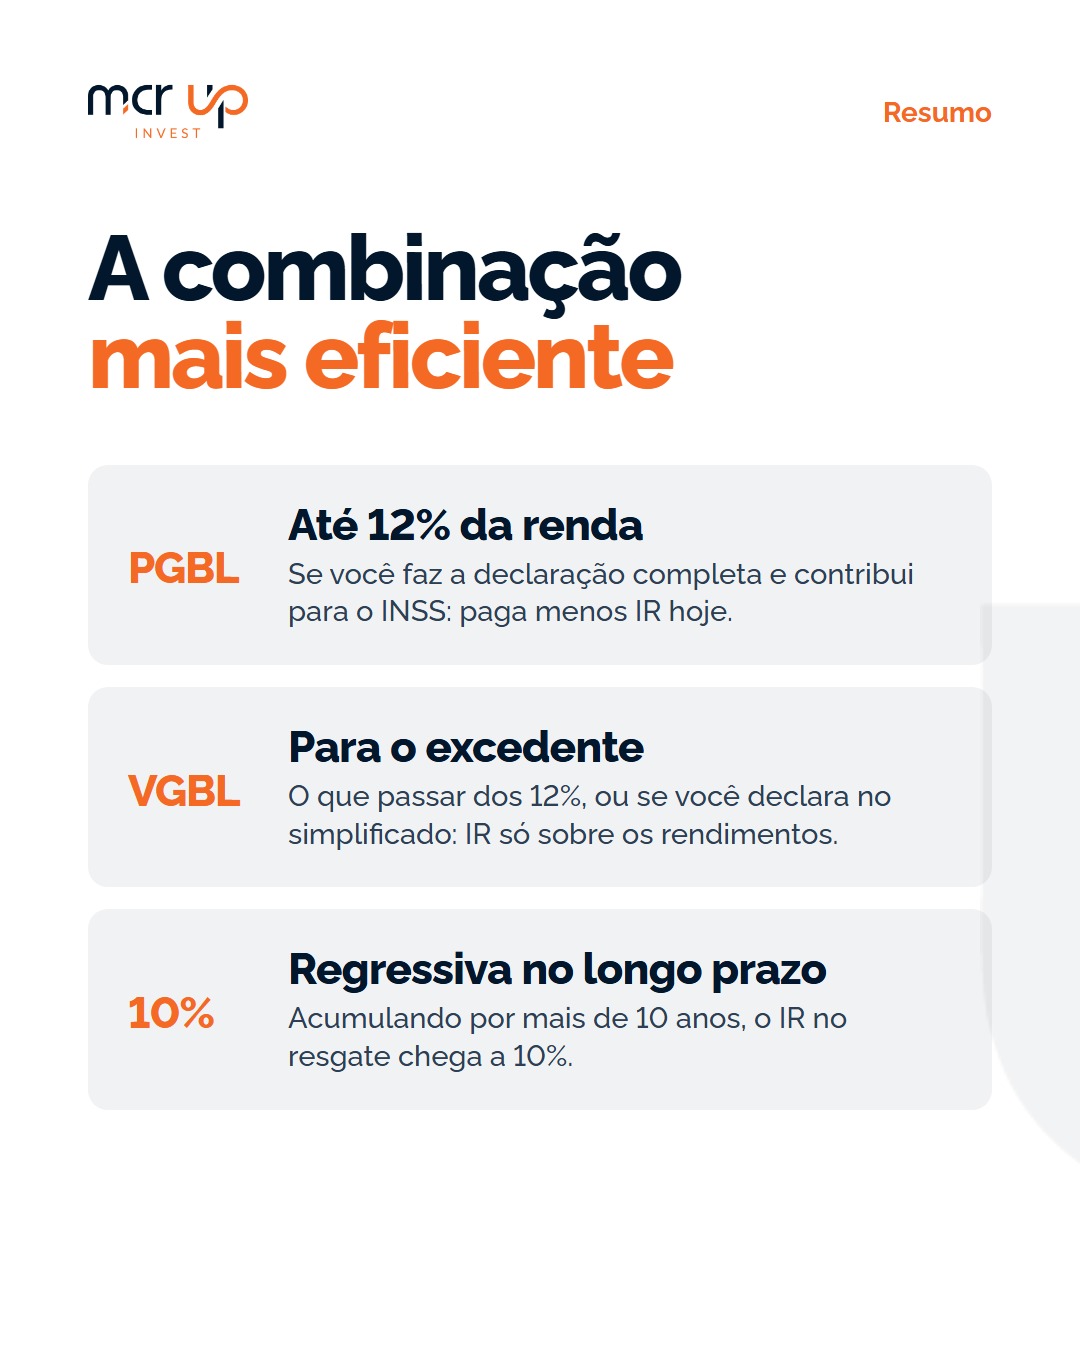 mcr up
INVEST
Resumo
A combinação
mais eficiente
PGBL
Até 12% da renda
Se você faz a declaração completa e contribui
para o INSS: paga menos IR hoje.
VGBL
Para o excedente
O que passar dos 12%, ou se você declara no
simplificado: IR só sobre os rendimentos.
10%
Regressiva no longo prazo
Acumulando por mais de 10 anos, o IR no
resgate chega a 10%.